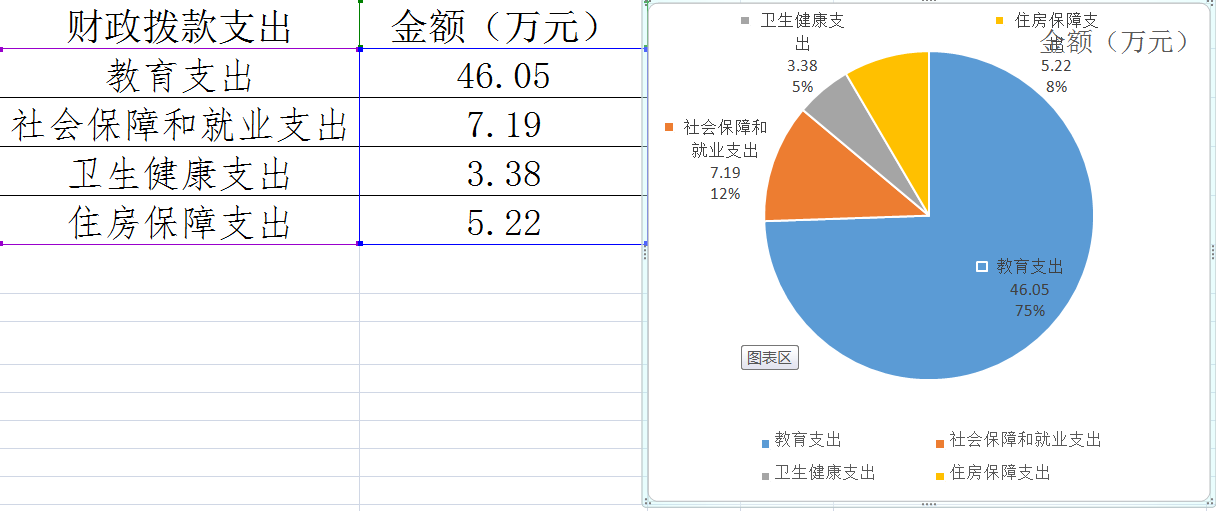 财政拨款支出 金额（万元）
教育支出 46.05
社会保障和就业支出 7.19
卫生健康支出 3.38
住房保障支出 5.22
金额（万元）
卫生健康支
出
3.38
5%
住房保障支
出
5.22
8%
社会保障和
就业支出
7.19
12%
教育支出
46.05
75%
图表区
教育支出 社会保障和就业支出
卫生健康支出 住房保障支出